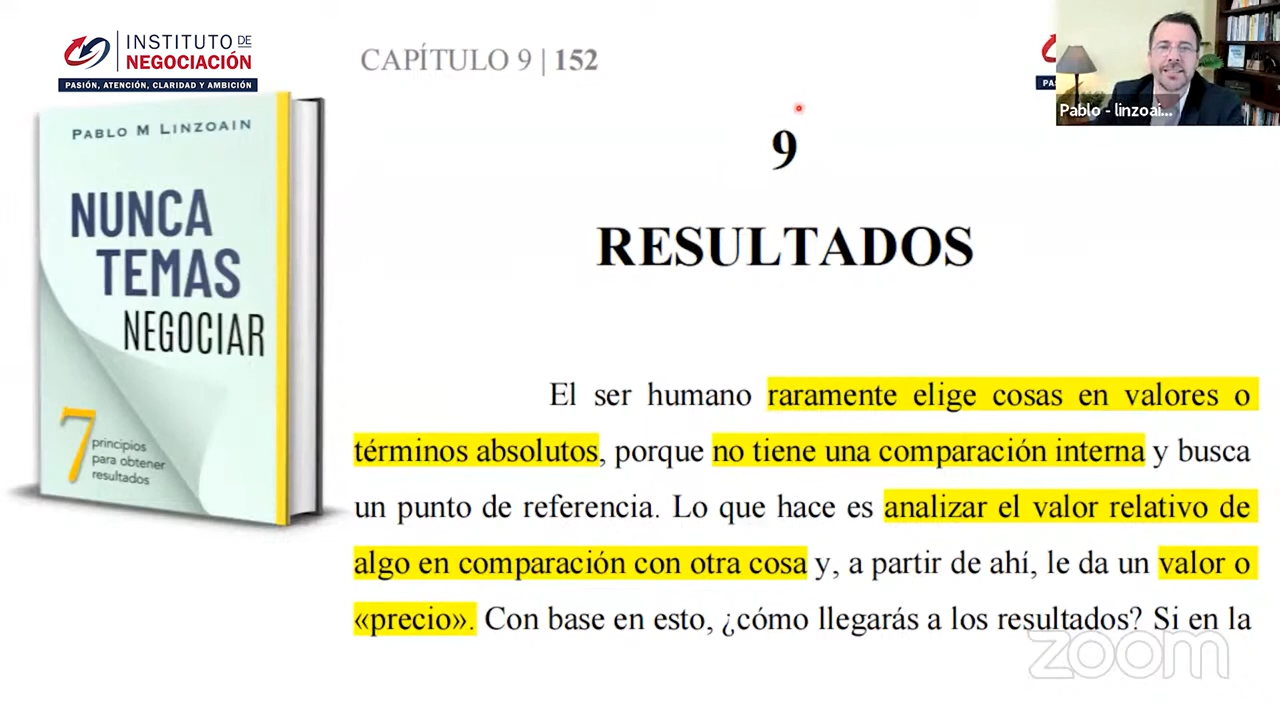 INSTITUTO DE
NEGOCIACIÓN
PASIÓN, ATENCIÓN, CLARIDAD Y AMBICIÓN
PABLO M LINZOAIN
NUNCA
TEMAS
NEGOCIAR
7
principios
para obtener
resultados
CAPÍTULO 9 | 152
PA
Pablo - linzoai...
9
RESULTADOS
El ser humano raramente elige cosas en valores o
términos absolutos, porque no tiene una comparación interna y busca
un punto de referencia. Lo que hace es analizar el valor relativo de
algo en comparación con otra cosa y, a partir de ahí, le da un valor o
«precio». Con base en esto, ¿cómo llegarás a los resultados? Si en la
zoom